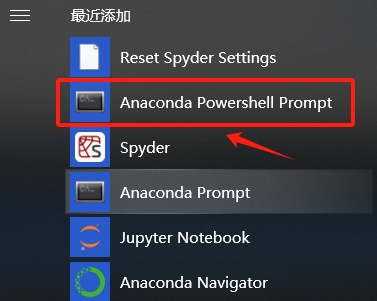 最近添加
Reset Spyder Settings
Anaconda Powershell Prompt
Spyder
Anaconda Prompt
Jupyter Notebook
Anaconda Navigator